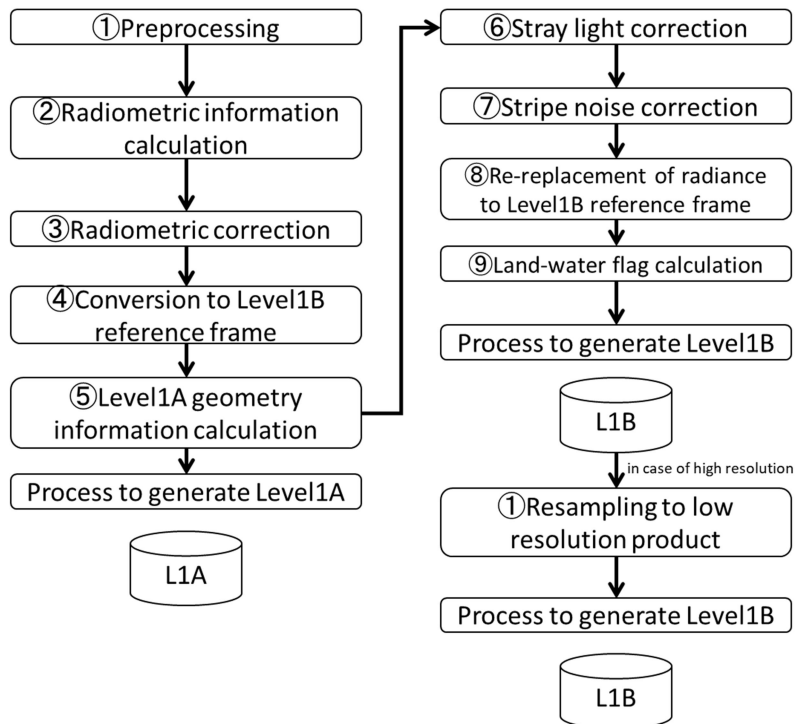 ①Preprocessing
②Radiometric information
calculation
③Radiometric correction
④Conversion to Level1B
reference frame
⑤Level1A geometry
information calculation
Process to generate Level1A
L1A
⑥Stray light correction
⑦Stripe noise correction
⑧Re-replacement of radiance
to Level1B reference frame
⑨Land-water flag calculation
Process to generate Level1B
L1B
in case of high resolution
①Resampling to low
resolution product
Process to generate Level1B
L1B